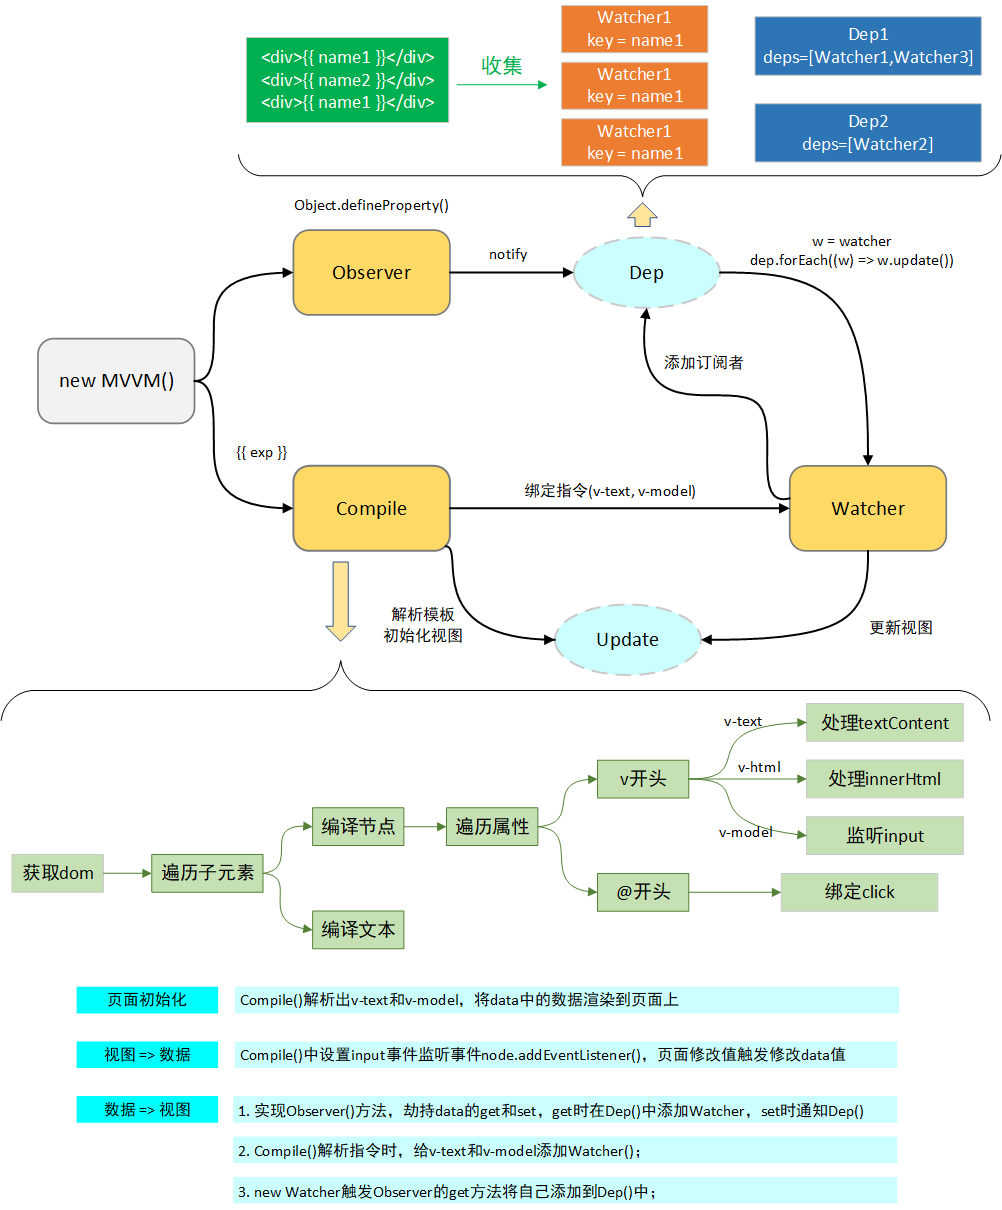 <div>{{ name1 }}</div>
<div>{{ name2 }}</div>
<div>{{ name1 }}</div>
收集
Watcher1
key = name1
Watcher1
key = name1
Watcher1
key = name1
Dep1
deps=[Watcher1,Watcher3]
Dep2
deps=[Watcher2]
Object.defineProperty()
Observer
notify
Dep
w = watcher
dep.forEach((w) => w.update())
new MVVM()
添加订阅者
{{ exp }}
Compile
绑定指令(v-text, v-model)
Watcher
解析模板
初始化视图
Update
更新视图
获取dom
遍历子元素
编译节点
编译文本
遍历属性
v开头
@开头
v-text
处理textContent
v-html
处理innerHtml
v-model
监听input
绑定click
页面初始化
Compile()解析出v-text和v-model，将data中的数据渲染到页面上
视图 => 数据
Compile()中设置input事件监听事件node.addEventListener()，页面修改值触发修改data值
数据 => 视图
1. 实现Observer()方法，劫持data的get和set，get时在Dep()中添加Watcher，set时通知Dep()
2. Compile()解析指令时，给v-text和v-model添加Watcher()；
3. new Watcher触发Observer的get方法将自己添加到Dep()中；